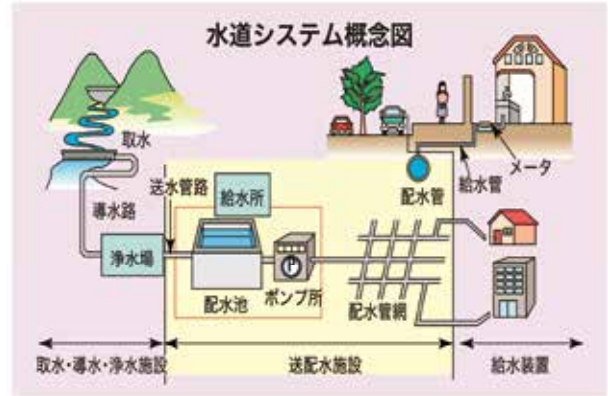 水道システム概念図
取水
導水路
浄水場
送水管路
給水所
配水池
ポンプ所
配水管
給水管
メータ
配水管網
取水・導水・浄水施設
送配水施設
給水装置